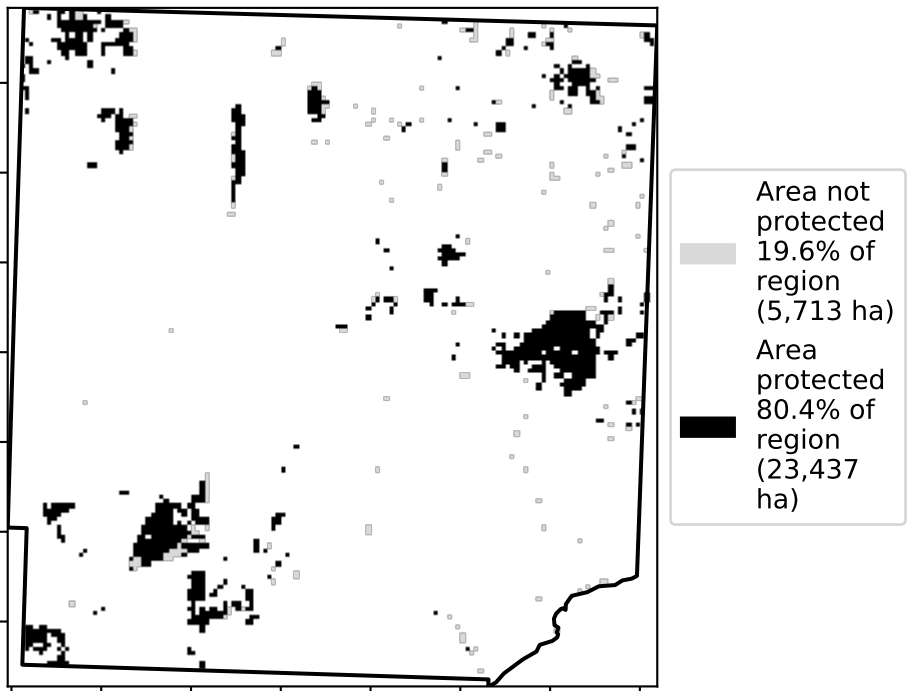 Area not
protected
19.6% of
region
(5,713 ha)
Area
protected
80.4% of
region
(23,437
ha)